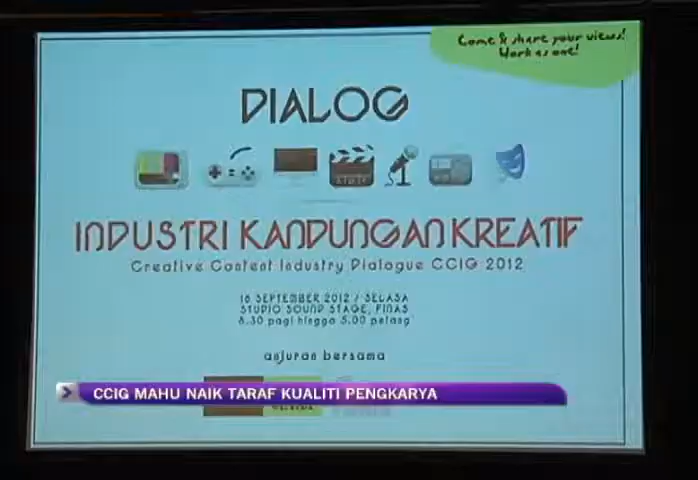 Come & share your views!
Work as one!
DIALOG
INDUSTRI KANDUNGAN KREATIF
Creative Content Industry Dialogue CCIG 2012
18 SEPTEMBER 2012 / SELASA
STUDIO SOUND STAGE, FINAS
8.30 pagi hingga 5.00 petang
anjuran bersama
CCIG MAHU NAIK TARAF KUALITI PENGKARYA